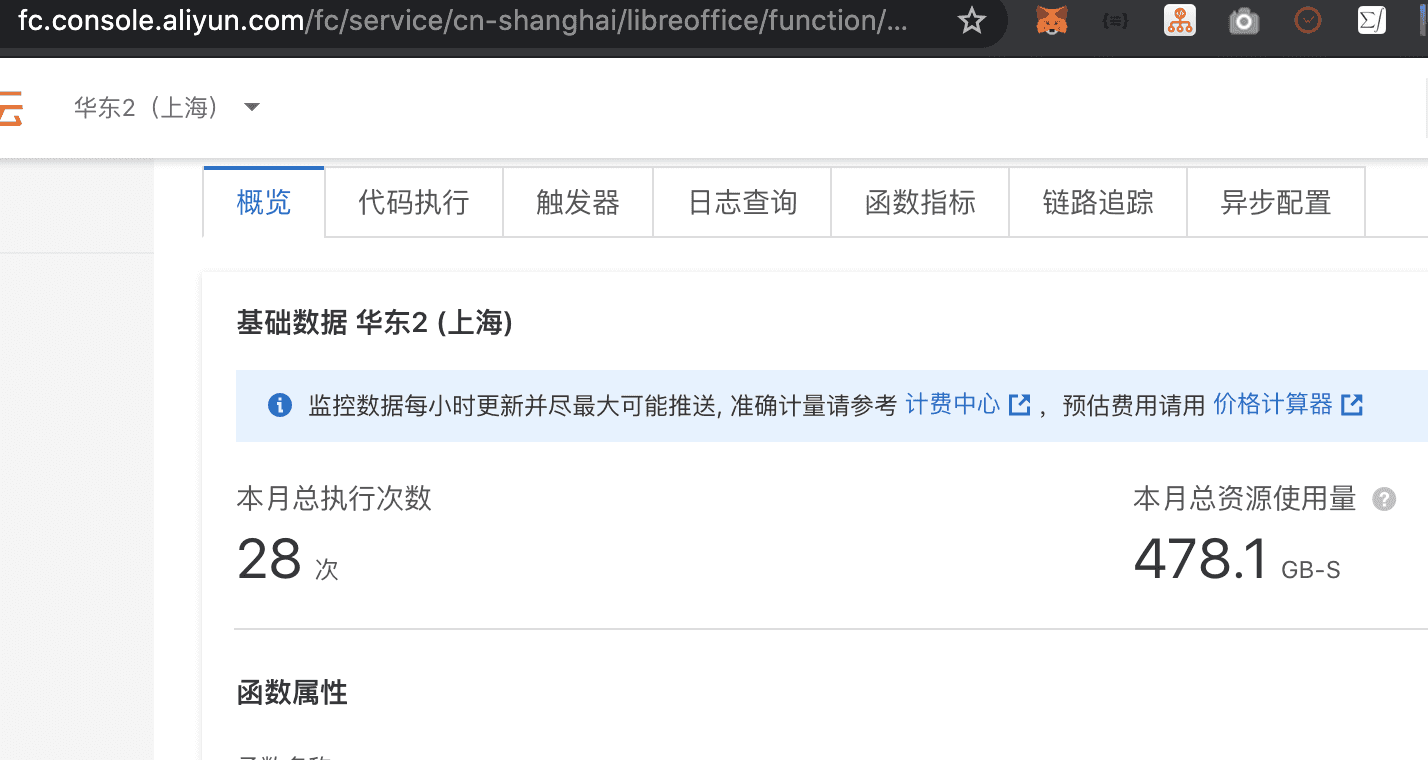 fc.console.aliyun.com/fc/service/cn-shanghai/libreoffice/function/...
华东2（上海）
概览 代码执行 触发器 日志查询 函数指标 链路追踪 异步配置
基础数据 华东2 (上海)
监控数据每小时更新并尽最大可能推送, 准确计量请参考 计费中心 ，预估费用请用 价格计算器
本月总执行次数 本月总资源使用量
28 次 478.1 GB-S
函数属性